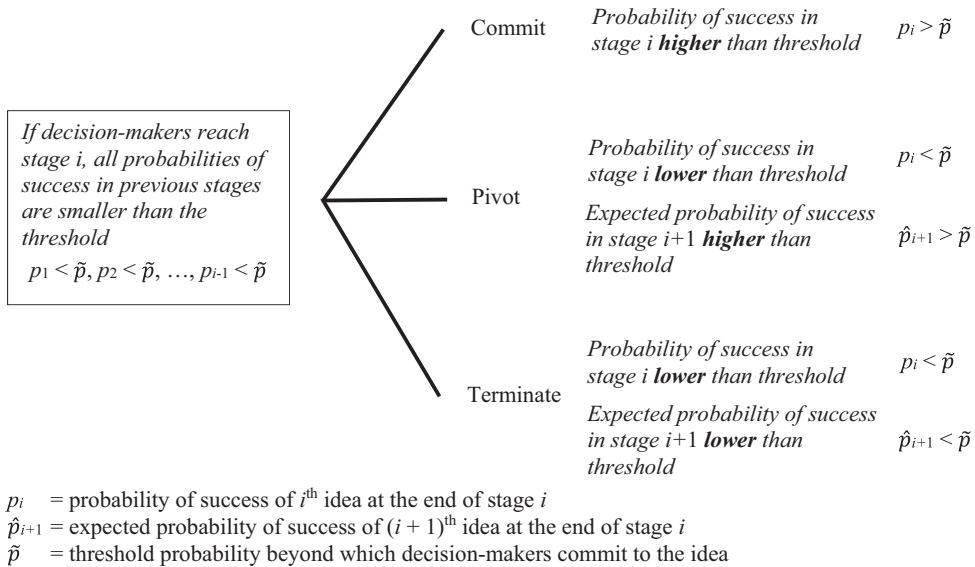 Commit
Probability of success in
stage i higher than threshold
pi > p̃
If decision-makers reach
stage i, all probabilities of
success in previous stages
are smaller than the
threshold
p1 < p̃, p2 < p̃, …, pi-1 < p̃
Pivot
Probability of success in
stage i lower than threshold
pi < p̃
Expected probability of success
in stage i+1 higher than
threshold
p̂i+1 > p̃
Terminate
Probability of success in
stage i lower than threshold
pi < p̃
Expected probability of success
in stage i+1 lower than
threshold
p̂i+1 < p̃
pi = probability of success of ith idea at the end of stage i
p̂i+1 = expected probability of success of (i + 1)th idea at the end of stage i
p̃ = threshold probability beyond which decision-makers commit to the idea